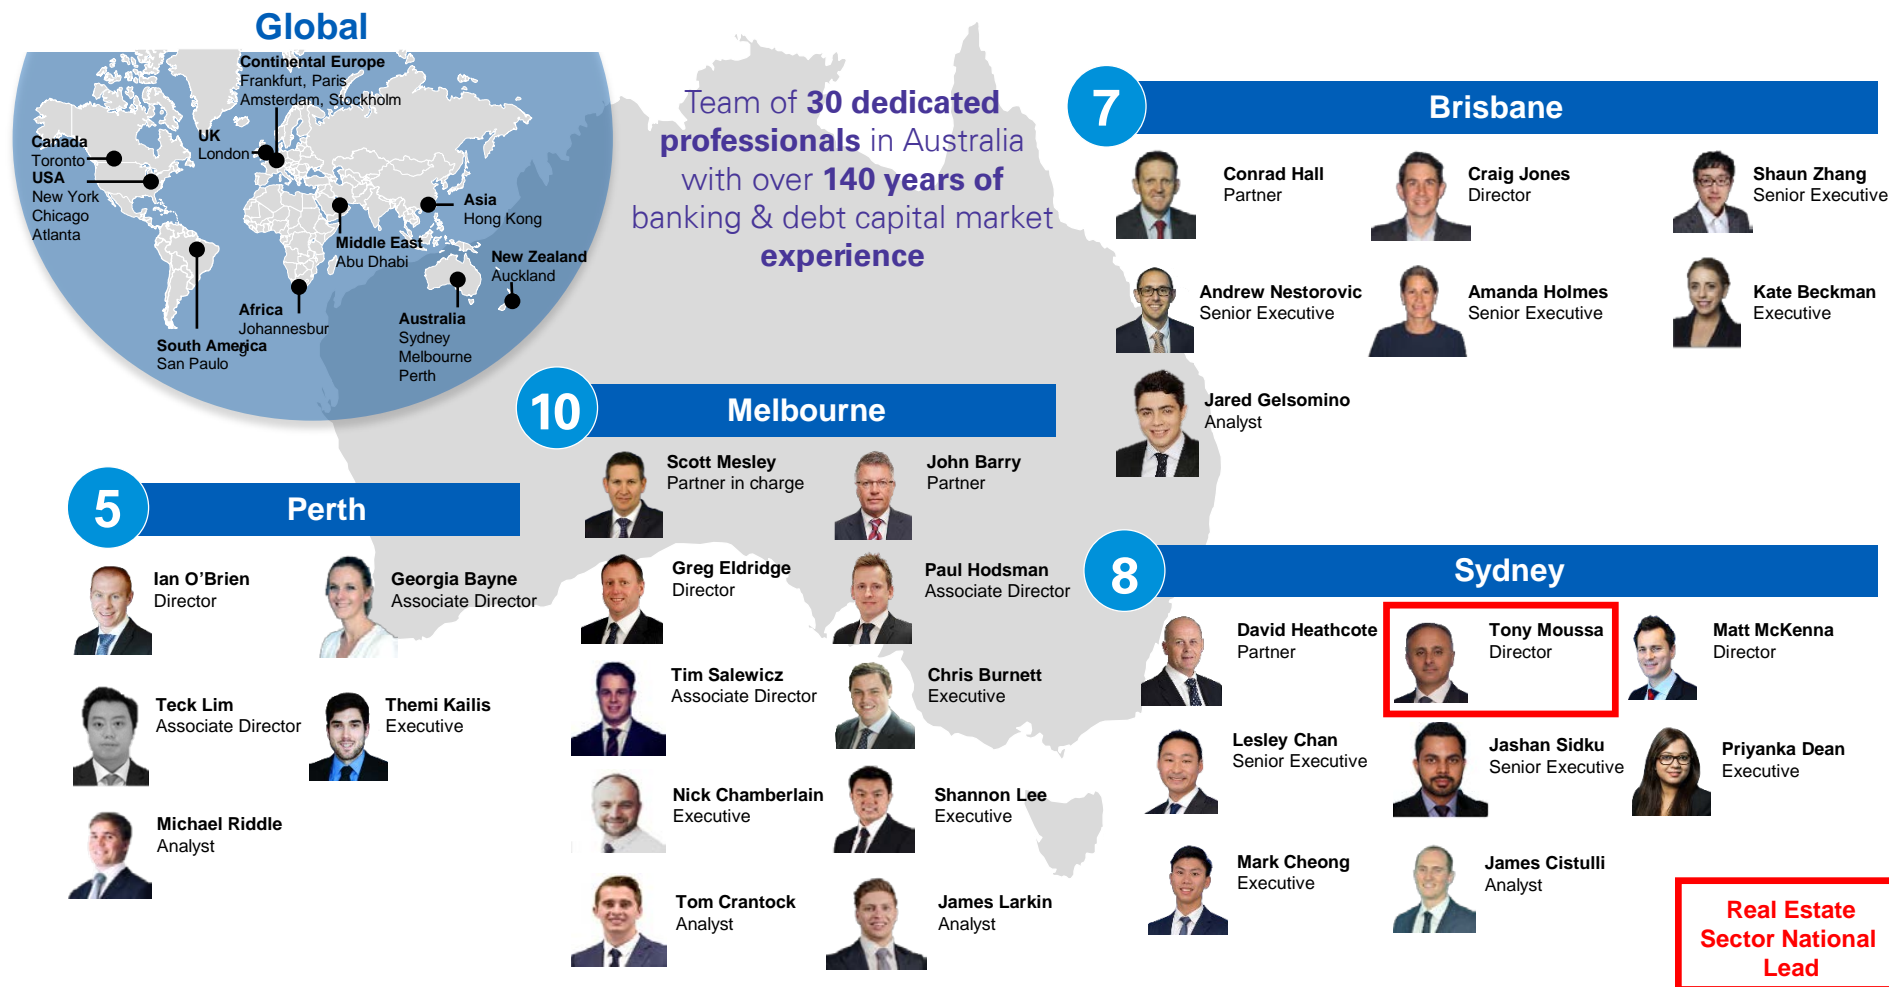 Global
Continental Europe
Frankfurt, Paris
Amsterdam, Stockholm
UK
London
Canada
Toronto
USA
New York
Chicago
Atlanta
Asia
Hong Kong
Middle East
Abu Dhabi
New Zealand
Auckland
Africa
Johannesbur
g
South America
San Paulo
Australia
Sydney
Melbourne
Perth
Team of 30 dedicated
professionals in Australia
with over 140 years of
banking & debt capital market
experience
7
Brisbane
Conrad Hall
Partner
Craig Jones
Director
Shaun Zhang
Senior Executive
Andrew Nestorovic
Senior Executive
Amanda Holmes
Senior Executive
Kate Beckman
Executive
Jared Gelsomino
Analyst
10
Melbourne
Scott Mesley
Partner in charge
John Barry
Partner
Greg Eldridge
Director
Paul Hodsman
Associate Director
Tim Salewicz
Associate Director
Chris Burnett
Executive
Nick Chamberlain
Executive
Shannon Lee
Executive
Tom Crantock
Analyst
James Larkin
Analyst
5
Perth
Ian O’Brien
Director
Georgia Bayne
Associate Director
Teck Lim
Associate Director
Themi Kailis
Executive
Michael Riddle
Analyst
8
Sydney
David Heathcote
Partner
Tony Moussa
Director
Matt McKenna
Director
Lesley Chan
Senior Executive
Jashan Sidku
Senior Executive
Priyanka Dean
Executive
Mark Cheong
Executive
James Cistulli
Analyst
Real Estate
Sector National
Lead